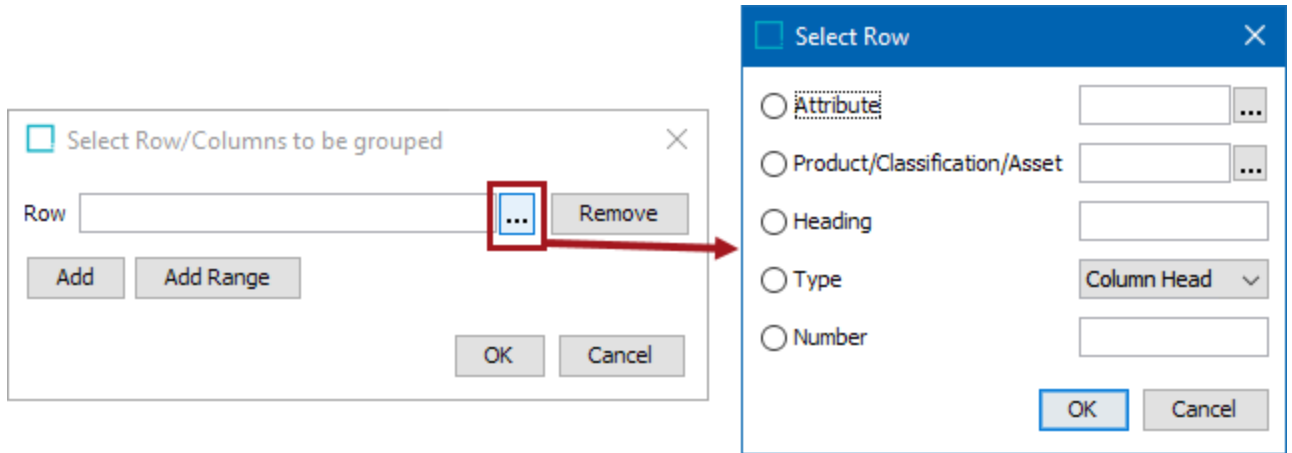 Select Row/Columns to be grouped
Row ... Remove
Add Add Range
OK Cancel
Select Row
Attribute ...
Product/Classification/Asset ...
Heading
Type Column Head
Number
OK Cancel